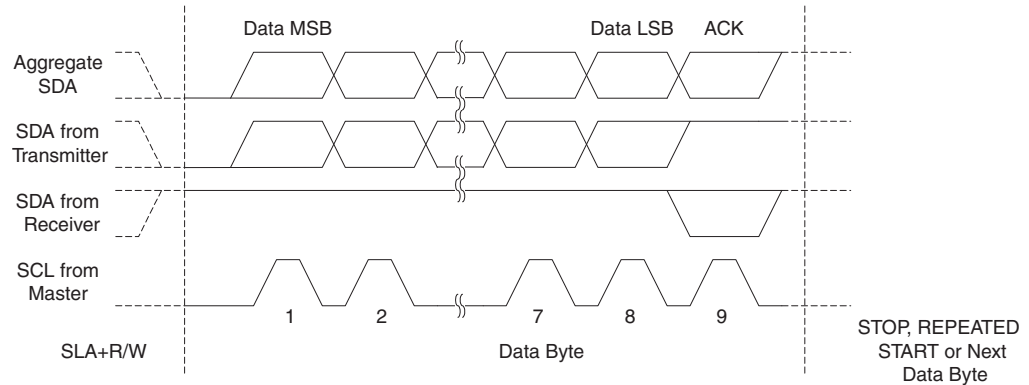 Data MSB
Data LSB
ACK
Aggregate
SDA
SDA from
Transmitter
SDA from
Receiver
SCL from
Master
1
2
7
8
9
SLA+R/W
Data Byte
STOP, REPEATED
START or Next
Data Byte